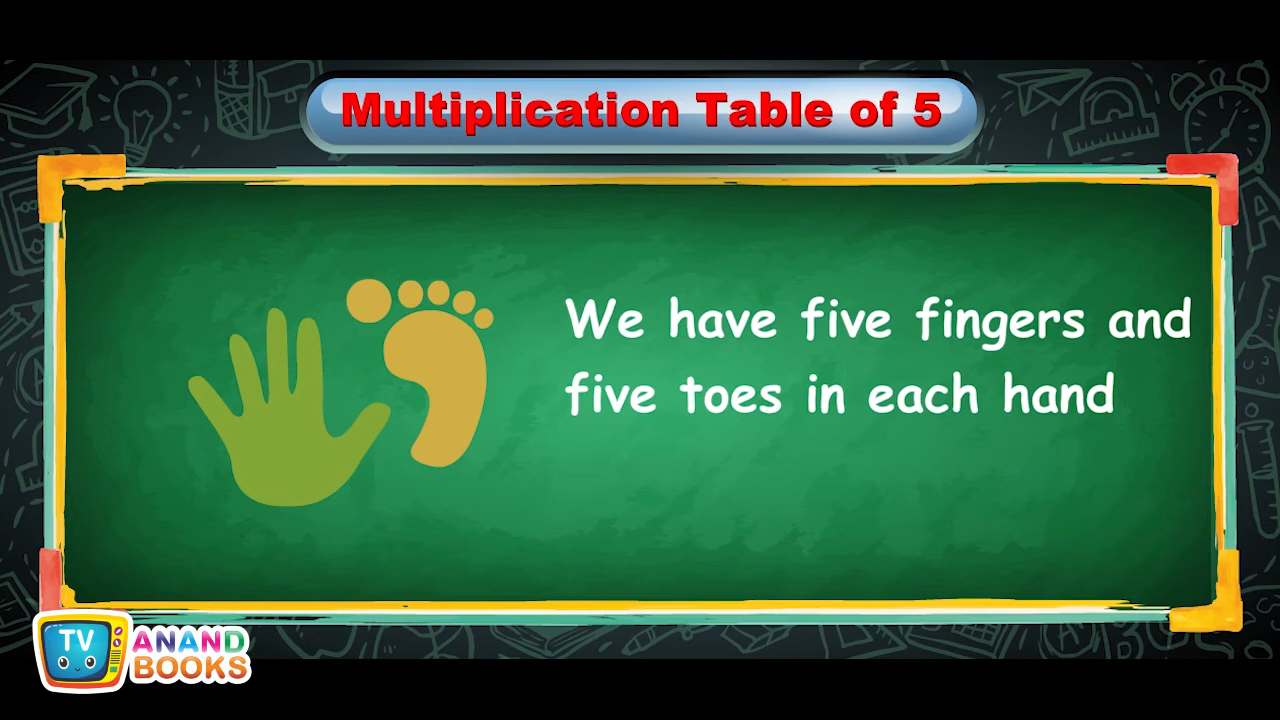 Multiplication Table of 5
We have five fingers and
five toes in each hand
TV
ANAND
BOOKS